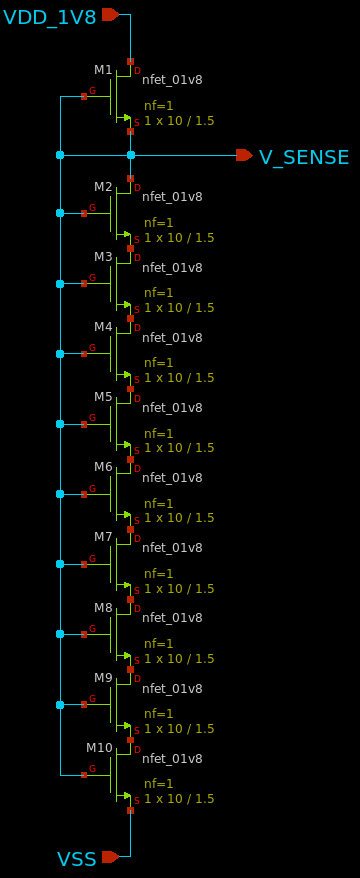 VDD_1V8
D
M1
nfet_01v8
G
nf=1
S
1 x 10 / 1.5
V_SENSE
D
M2
nfet_01v8
G
nf=1
S
1 x 10 / 1.5
D
M3
nfet_01v8
G
nf=1
S
1 x 10 / 1.5
D
M4
nfet_01v8
G
nf=1
S
1 x 10 / 1.5
D
M5
nfet_01v8
G
nf=1
S
1 x 10 / 1.5
D
M6
nfet_01v8
G
nf=1
S
1 x 10 / 1.5
D
M7
nfet_01v8
G
nf=1
S
1 x 10 / 1.5
D
M8
nfet_01v8
G
nf=1
S
1 x 10 / 1.5
D
M9
nfet_01v8
G
nf=1
S
1 x 10 / 1.5
D
M10
nfet_01v8
G
nf=1
S
1 x 10 / 1.5
VSS